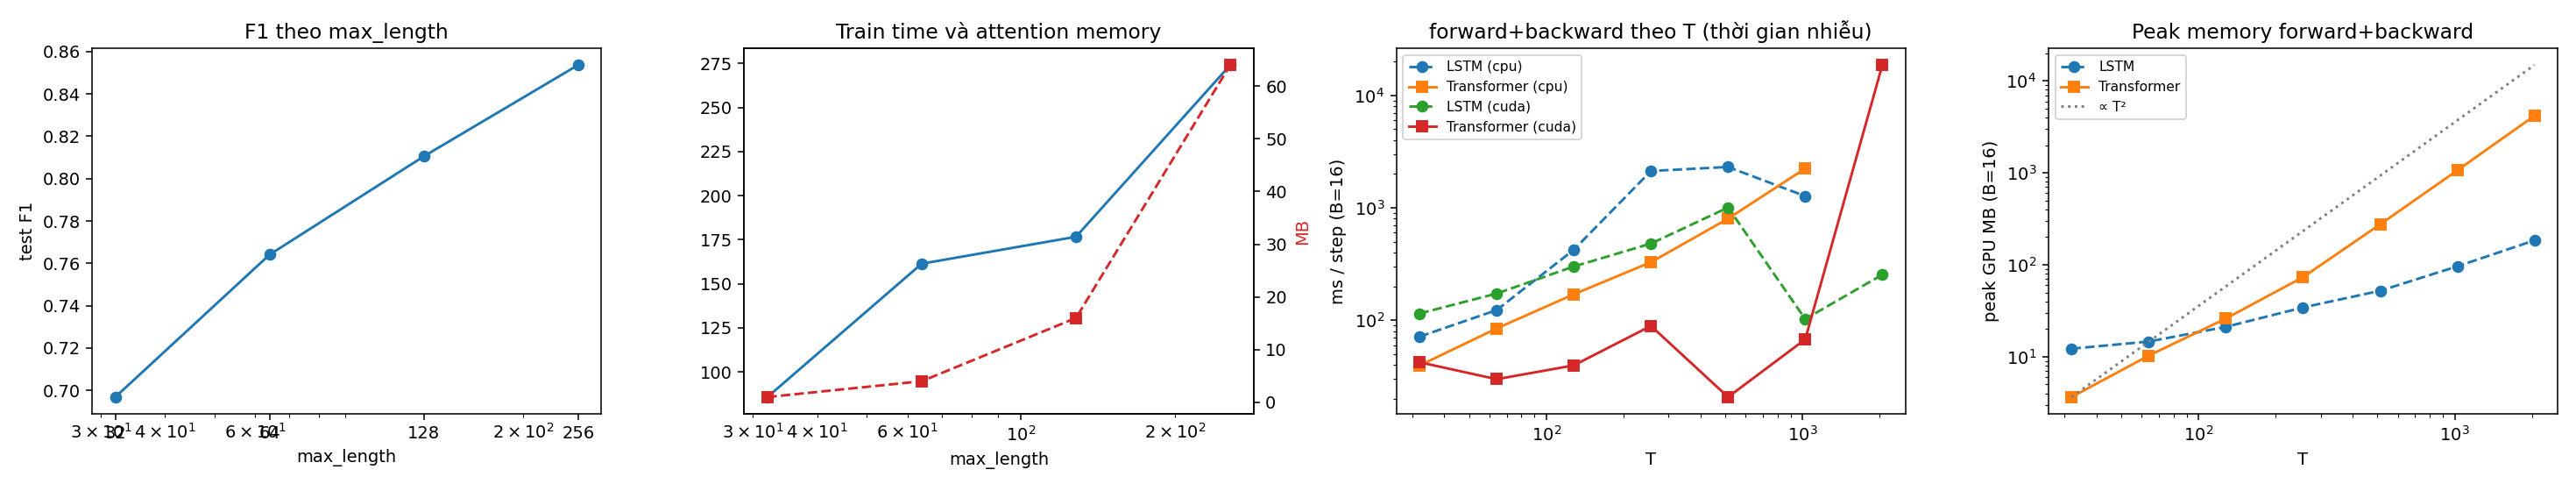 F1 theo max_length
0.86
0.84
0.82
0.80
0.78
0.76
0.74
0.72
0.70
test F1
3 × 10¹ 32 4 × 10¹ 6 × 10¹ 64 128 2 × 10² 256
max_length
Train time và attention memory
275
250
225
200
175
150
125
100
60
50
40
30
20
10
0
MB
3 × 10¹ 4 × 10¹ 6 × 10¹ 10² 2 × 10²
max_length
forward+backward theo T (thời gian nhiễu)
LSTM (cpu)
Transformer (cpu)
LSTM (cuda)
Transformer (cuda)
10⁴
10³
10²
ms / step (B=16)
10² 10³
T
Peak memory forward+backward
LSTM
Transformer
∝ T²
10⁴
10³
10²
10¹
peak GPU MB (B=16)
10² 10³
T